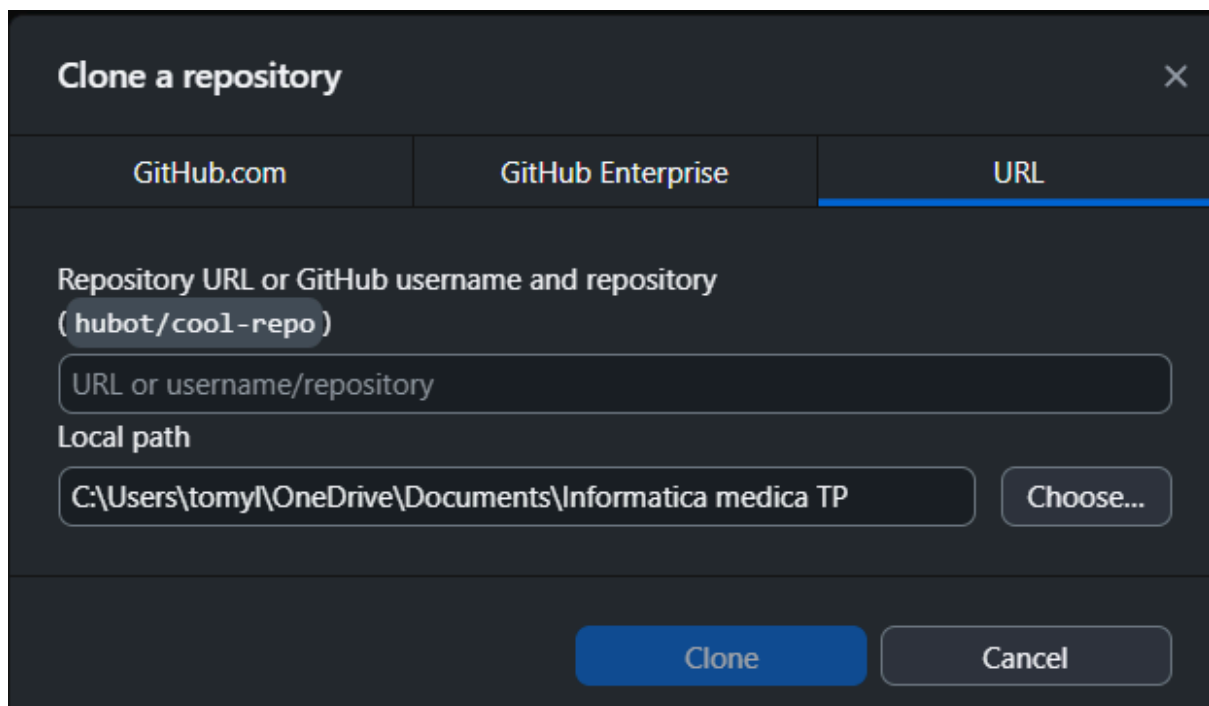 Clone a repository
GitHub.com
GitHub Enterprise
URL
Repository URL or GitHub username and repository
(hubot/cool-repo)
URL or username/repository
Local path
C:\Users\tomyl\OneDrive\Documents\Informatica medica TP
Choose...
Clone
Cancel